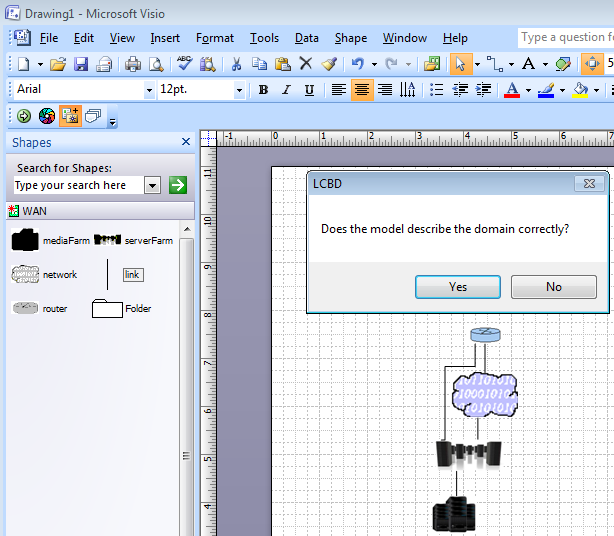 Drawing1 - Microsoft Visio
File Edit View Insert Format Tools Data Shape Window Help
Type a question fo
Arial 12pt. B I U A
Shapes
Search for Shapes:
Type your search here
WAN
mediaFarm serverFarm
network link
router Folder
-1 0 1 2 3 4 5 6 7
11
10
9
8
7
6
5
4
LCBD
Does the model describe the domain correctly?
Yes No